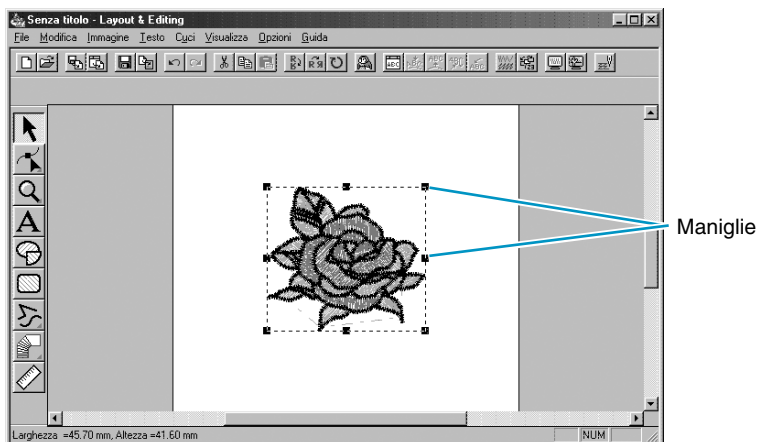 Senza titolo - Layout & Editing
File Modifica Immagine Testo Cuci Visualizza Opzioni Guida
A
Maniglie
Larghezza =45.70 mm, Altezza =41.60 mm NUM